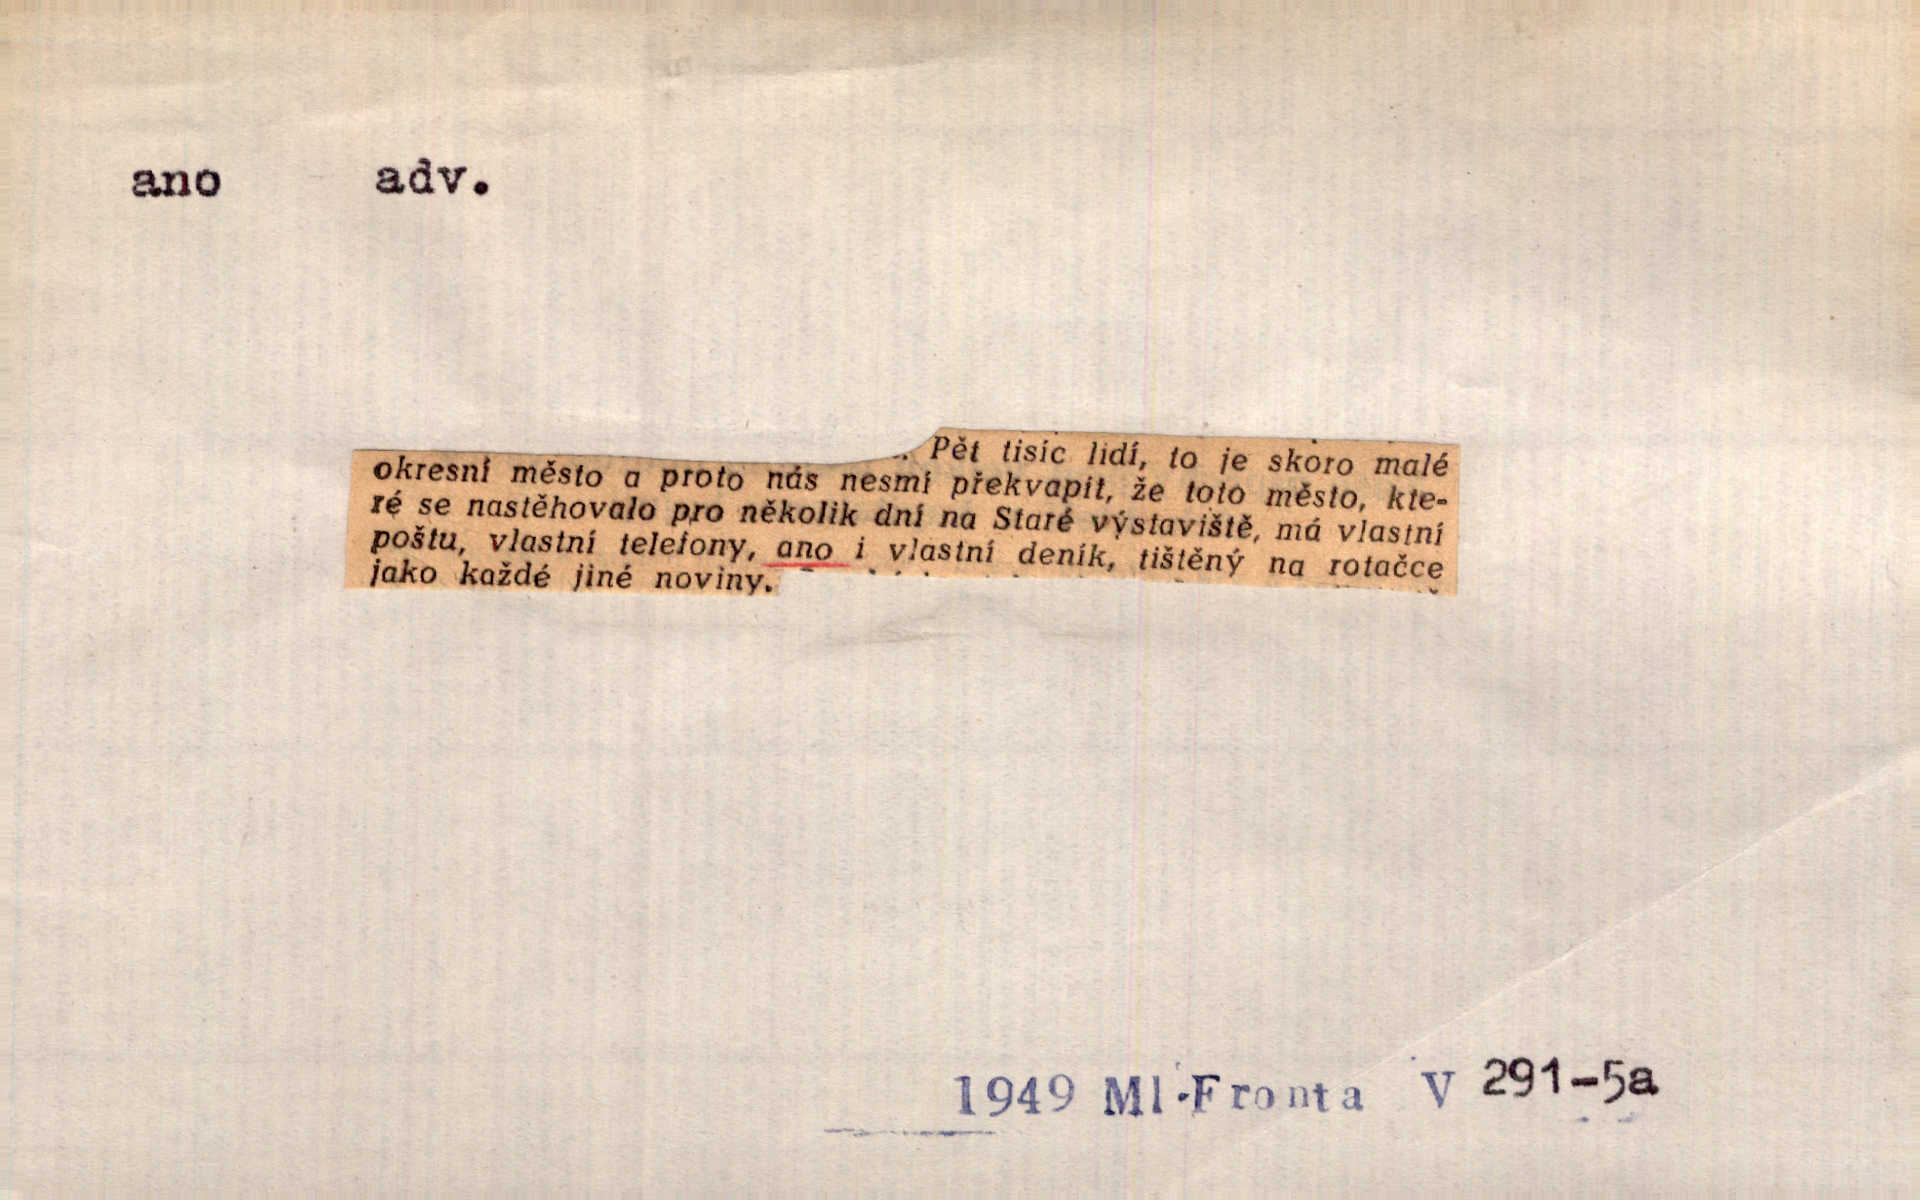 ano adv.
Pět tisíc lidí, to je skoro malé
okresní město a proto nás nesmí překvapit, že toto město, kte-
ré se nastěhovalo pro několik dní na Staré výstaviště, má vlastní
poštu, vlastní telefony, ano i vlastní deník, tištěný na rotačce
jako každé jiné noviny.
1949 Ml.Fronta V 291-5a